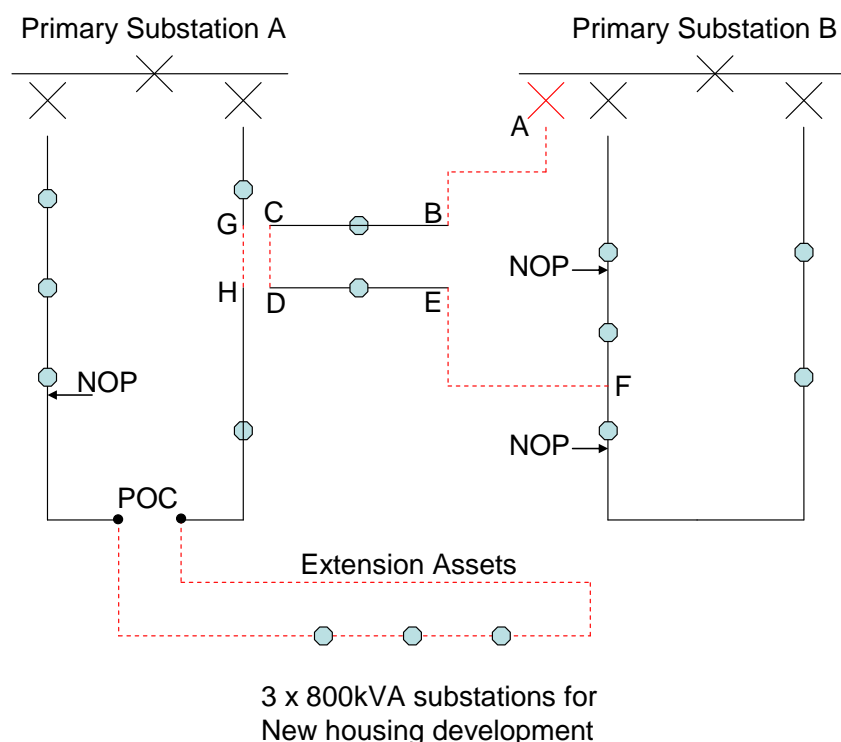 Primary Substation A
Primary Substation B
A
G
C
B
NOP
H
D
E
NOP
F
NOP
POC
Extension Assets
3 x 800kVA substations for
New housing development